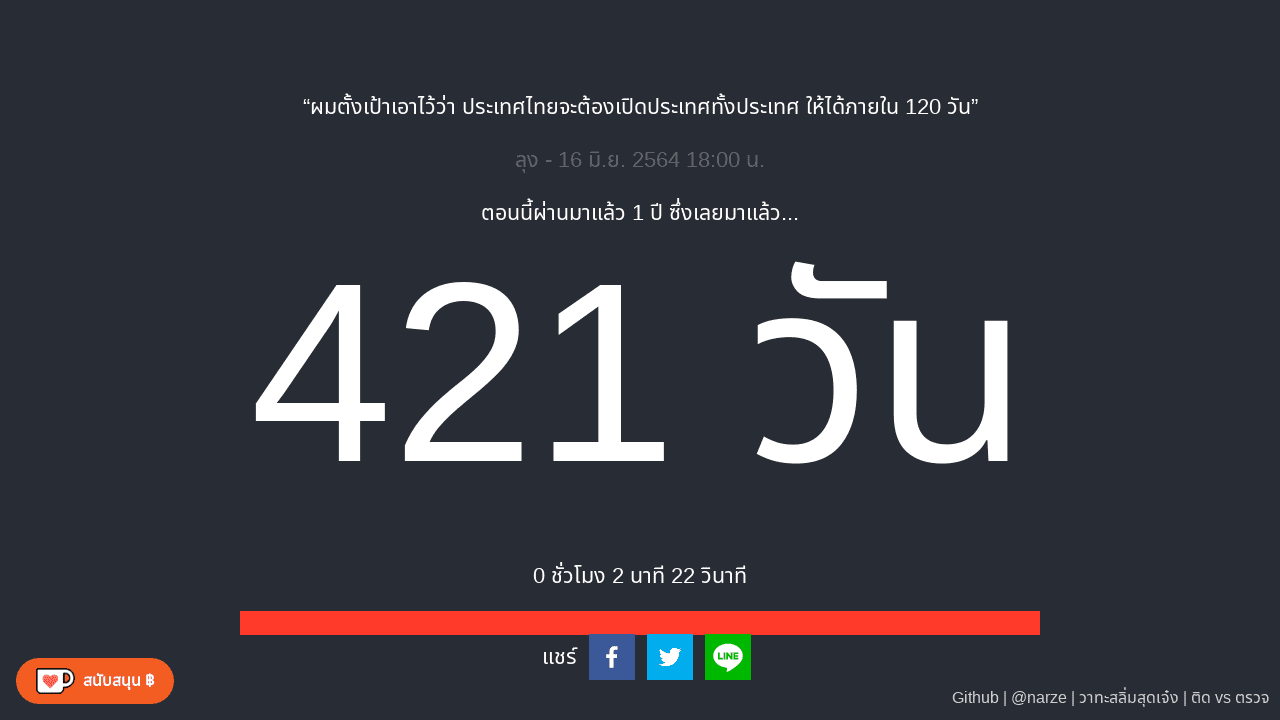 “ผมตั้งเป้าเอาไว้ว่า ประเทศไทยจะต้องเปิดประเทศทั้งประเทศ ให้ได้ภายใน 120 วัน”
ลุง - 16 มิ.ย. 2564 18:00 น.
ตอนนี้ผ่านมาแล้ว 1 ปี ซึ่งเลยมาแล้ว...
421 วัน
0 ชั่วโมง 2 นาที 22 วินาที
แชร์
LINE
สนับสนุน ฿
Github | @narze | วาทะสลิ่มสุดเจ๋ง | ติด vs ตรวจ